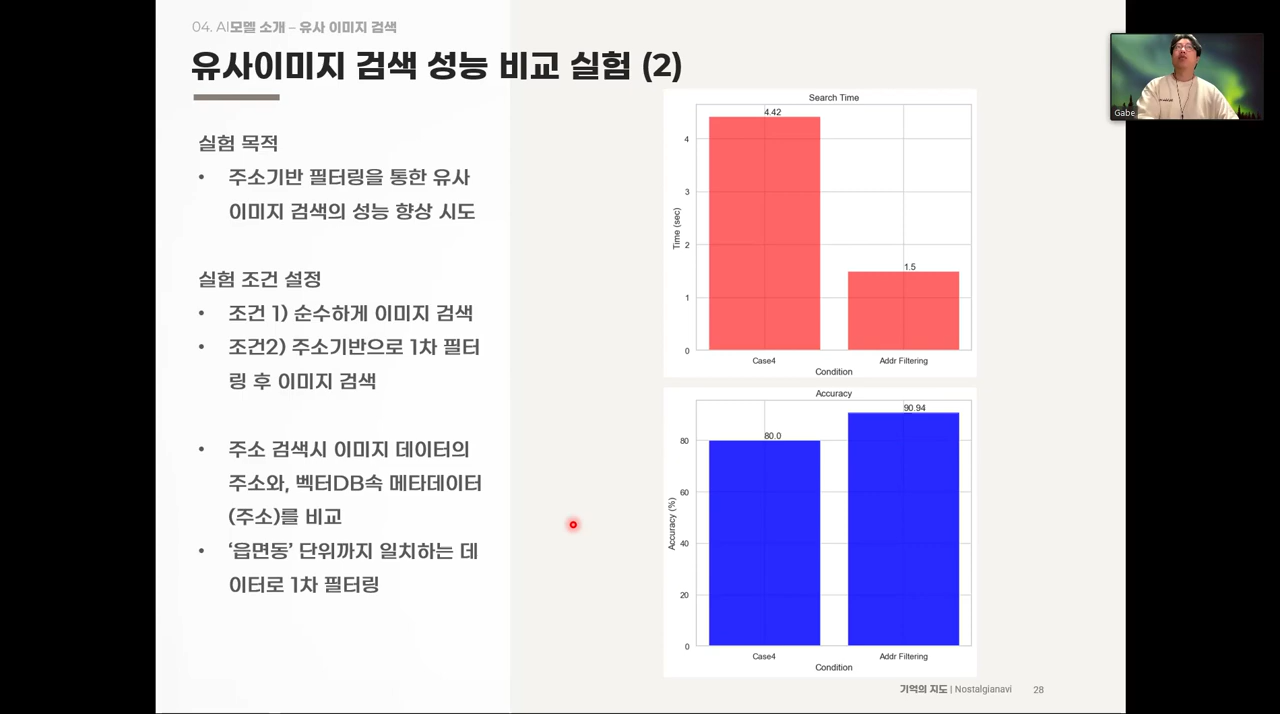 04. AI모델 소개 – 유사 이미지 검색
유사이미지 검색 성능 비교 실험 (2)
실험 목적
• 주소기반 필터링을 통한 유사
이미지 검색의 성능 향상 시도
실험 조건 설정
• 조건 1) 순수하게 이미지 검색
• 조건2) 주소기반으로 1차 필터
링 후 이미지 검색
• 주소 검색시 이미지 데이터의
주소와, 벡터DB속 메타데이터
(주소)를 비교
• ‘읍면동’ 단위까지 일치하는 데
이터로 1차 필터링
Search Time
4.42
1.5
4
3
2
1
0
Time (sec)
Case4
Addr Filtering
Condition
Accuracy
80.0
90.94
80
60
40
20
0
Accuracy (%)
Case4
Addr Filtering
Condition
기억의 지도 | Nostalgianavi
28
Gabe